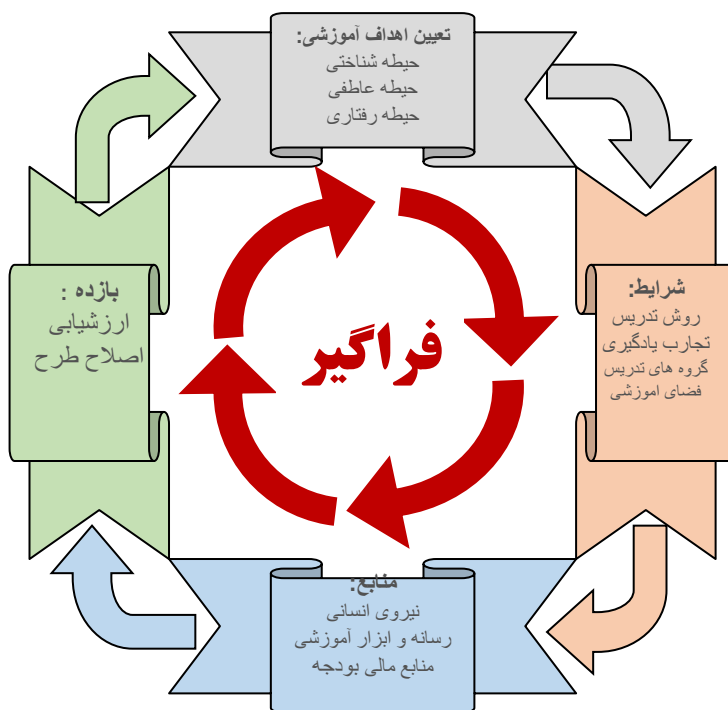 تعیین اهداف آموزشی:
حیطه شناختی
حیطه عاطفی
حیطه رفتاری
شرایط:
روش تدریس
تجارب یادگیری
گروه های تدریس
فضای اموزشی
منابع:
نیروی انسانی
رسانه و ابزار آموزشی
منابع مالی بودجه
بازده :
ارزشیابی
اصلاح طرح
فراگیر